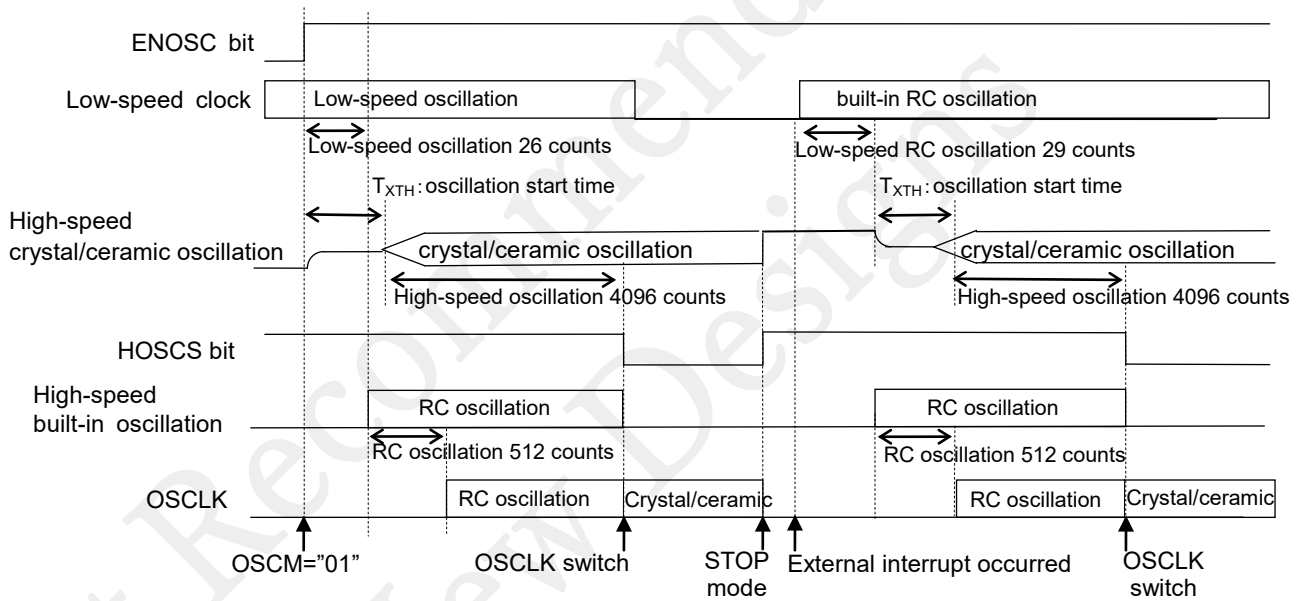 ENOSC bit
Low-speed clock
Low-speed oscillation
built-in RC oscillation
Low-speed oscillation 26 counts
Low-speed RC oscillation 29 counts
TXTH: oscillation start time
TXTH: oscillation start time
High-speed
crystal/ceramic oscillation
crystal/ceramic oscillation
crystal/ceramic oscillation
High-speed oscillation 4096 counts
High-speed oscillation 4096 counts
HOSCS bit
High-speed
built-in oscillation
RC oscillation
RC oscillation
RC oscillation 512 counts
RC oscillation 512 counts
OSCLK
RC oscillation
Crystal/ceramic
RC oscillation
Crystal/ceramic
OSCM="01"
OSCLK switch
STOP
mode
External interrupt occurred
OSCLK
switch